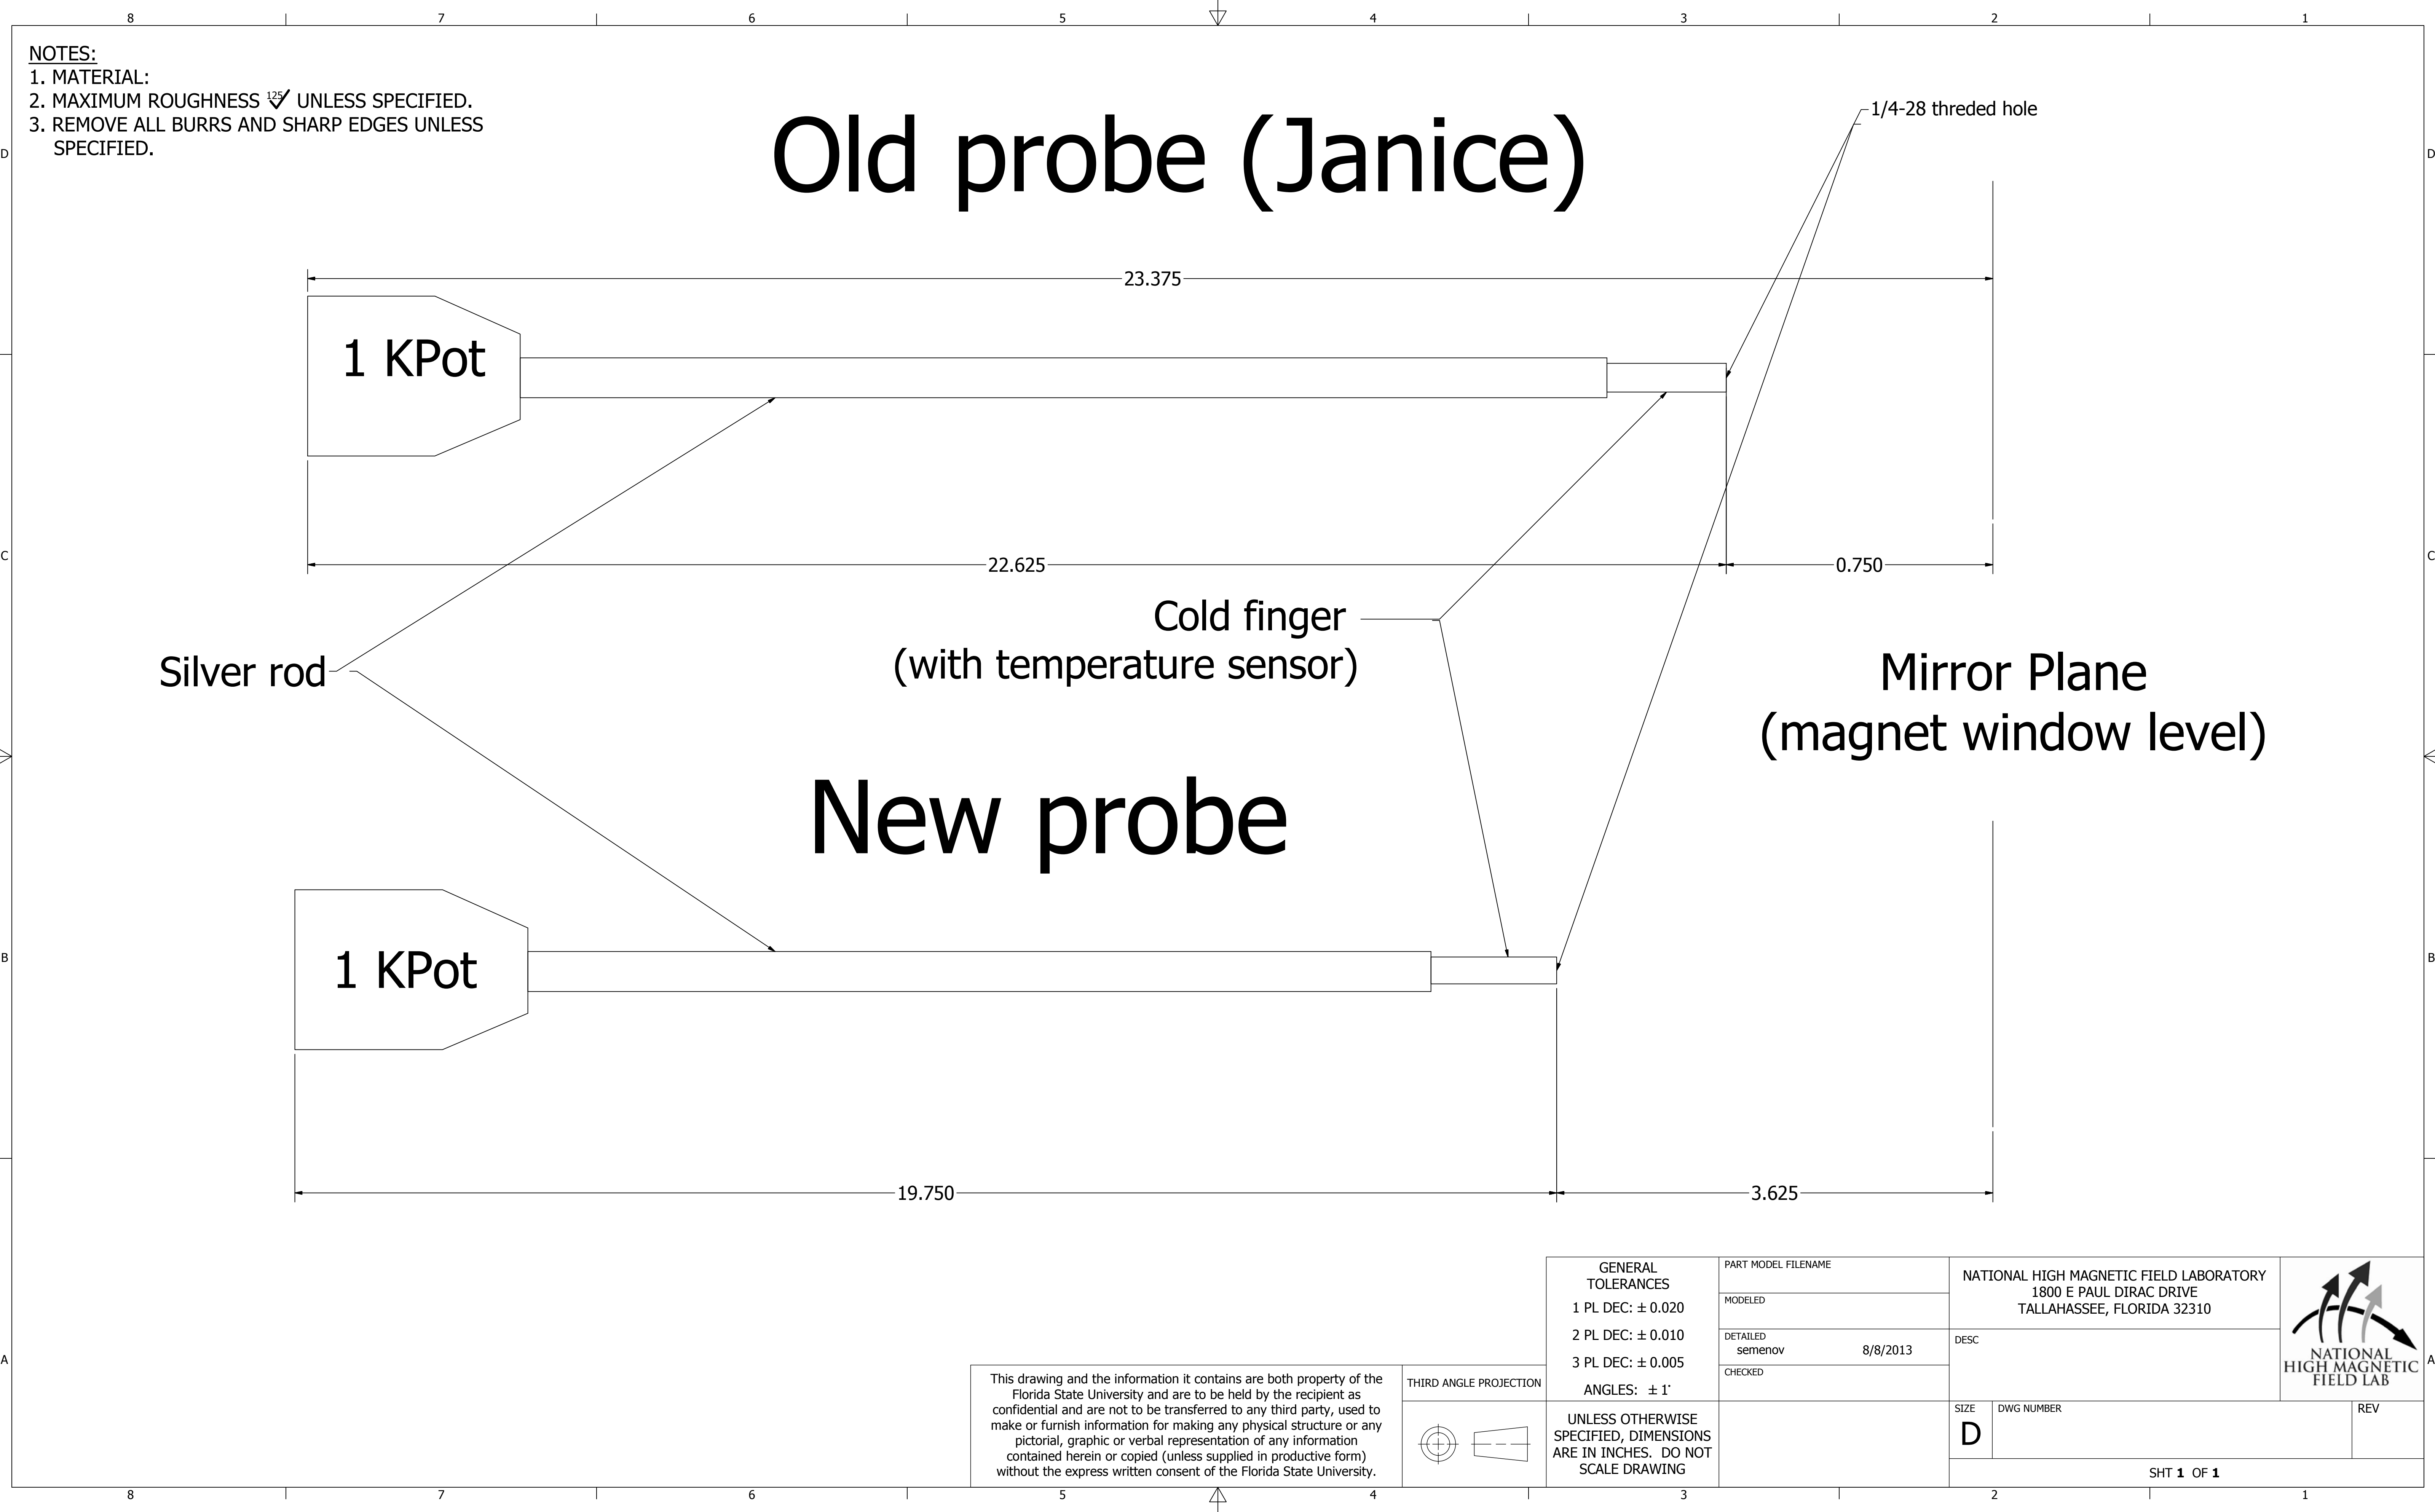 8 7 6 5 4 3 2 1
NOTES:
1. MATERIAL:
2. MAXIMUM ROUGHNESS 125 UNLESS SPECIFIED.
3. REMOVE ALL BURRS AND SHARP EDGES UNLESS
SPECIFIED.
Old probe (Janice)
1/4-28 threded hole
D D
23.375
1 KPot
C C
22.625
0.750
Cold finger
(with temperature sensor)
Silver rod
Mirror Plane
(magnet window level)
New probe
B B
1 KPot
19.750
3.625
A A
GENERAL
TOLERANCES
1 PL DEC: ± 0.020
2 PL DEC: ± 0.010
3 PL DEC: ± 0.005
ANGLES: ± 1°
UNLESS OTHERWISE
SPECIFIED, DIMENSIONS
ARE IN INCHES. DO NOT
SCALE DRAWING
PART MODEL FILENAME
MODELED
DETAILED
semenov 8/8/2013
CHECKED
NATIONAL HIGH MAGNETIC FIELD LABORATORY
1800 E PAUL DIRAC DRIVE
TALLAHASSEE, FLORIDA 32310
DESC
NATIONAL
HIGH MAGNETIC
FIELD LAB
SIZE
D
DWG NUMBER
REV
SHT 1 OF 1
This drawing and the information it contains are both property of the
Florida State University and are to be held by the recipient as
confidential and are not to be transferred to any third party, used to
make or furnish information for making any physical structure or any
pictorial, graphic or verbal representation of any information
contained herein or copied (unless supplied in productive form)
without the express written consent of the Florida State University.
THIRD ANGLE PROJECTION
8 7 6 5 4 3 2 1